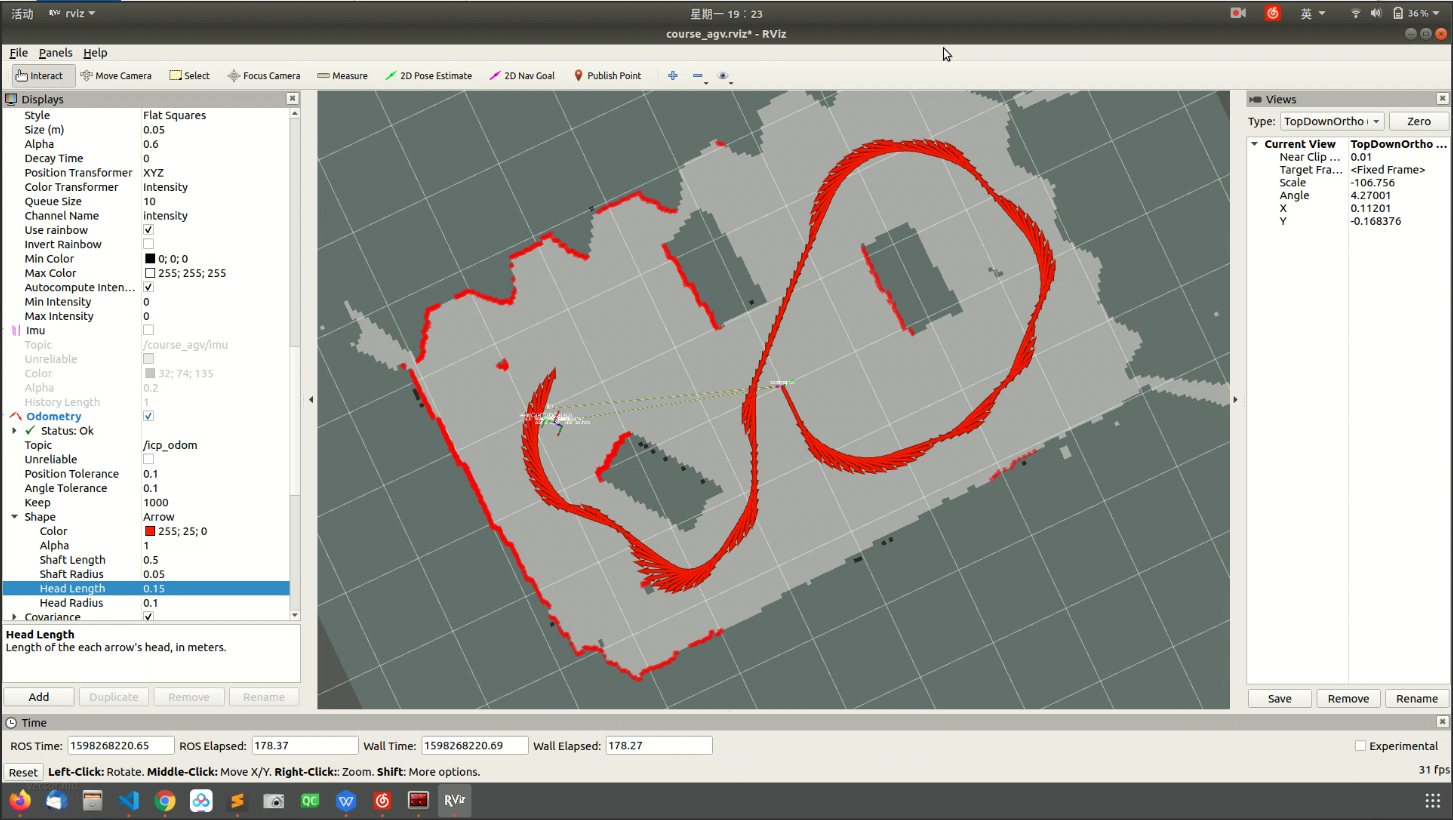 活动 RViz rviz 星期一 19：23 英 36 %
course_agv.rviz* - RViz
File Panels Help
Interact Move Camera Select Focus Camera Measure 2D Pose Estimate 2D Nav Goal Publish Point
Displays
Style Flat Squares
Size (m) 0.05
Alpha 0.6
Decay Time 0
Position Transformer XYZ
Color Transformer Intensity
Queue Size 10
Channel Name intensity
Use rainbow
Invert Rainbow
Min Color 0; 0; 0
Max Color 255; 255; 255
Autocompute Inten…
Min Intensity 0
Max Intensity 0
Imu
Topic /course_agv/imu
Unreliable
Color 32; 74; 135
Alpha 0.2
History Length 1
Odometry
Status: Ok
Topic /icp_odom
Unreliable
Position Tolerance 0.1
Angle Tolerance 0.1
Keep 1000
Shape Arrow
Color 255; 25; 0
Alpha 1
Shaft Length 0.5
Shaft Radius 0.05
Head Length 0.15
Head Radius 0.1
Covariance
Head Length
Length of the each arrow's head, in meters.
Add Duplicate Remove Rename
Views
Type: TopDownOrtho Zero
Current View TopDownOrtho …
Near Clip … 0.01
Target Fra… <Fixed Frame>
Scale -106.756
Angle 4.27001
X 0.11201
Y -0.168376
Save Remove Rename
Time
ROS Time: 1598268220.65 ROS Elapsed: 178.37 Wall Time: 1598268220.69 Wall Elapsed: 178.27 Experimental
Reset Left-Click: Rotate. Middle-Click: Move X/Y. Right-Click:: Zoom. Shift: More options. 31 fps
QC W RViz